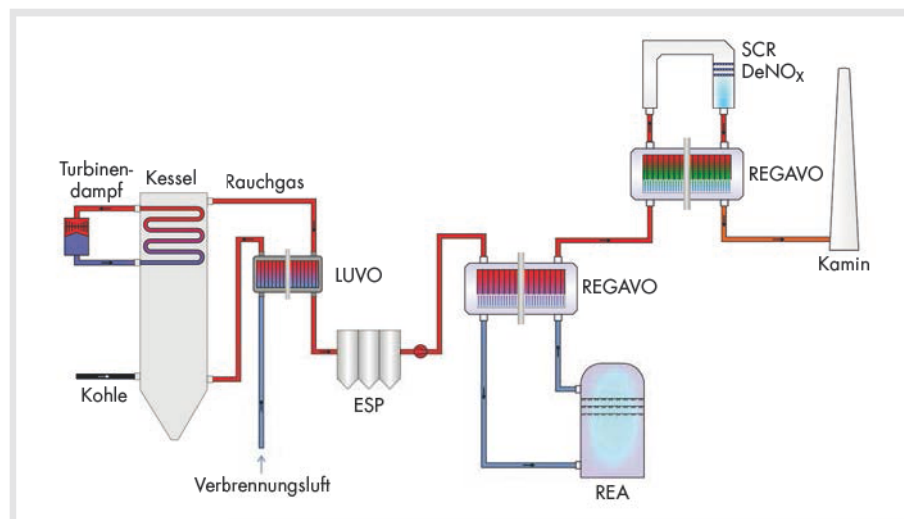 SCR
DeNOx
Turbinen-
dampf
Kessel
Rauchgas
REGAVO
LUVO
REGAVO
Kamin
Kohle
ESP
Verbrennungsluft
REA